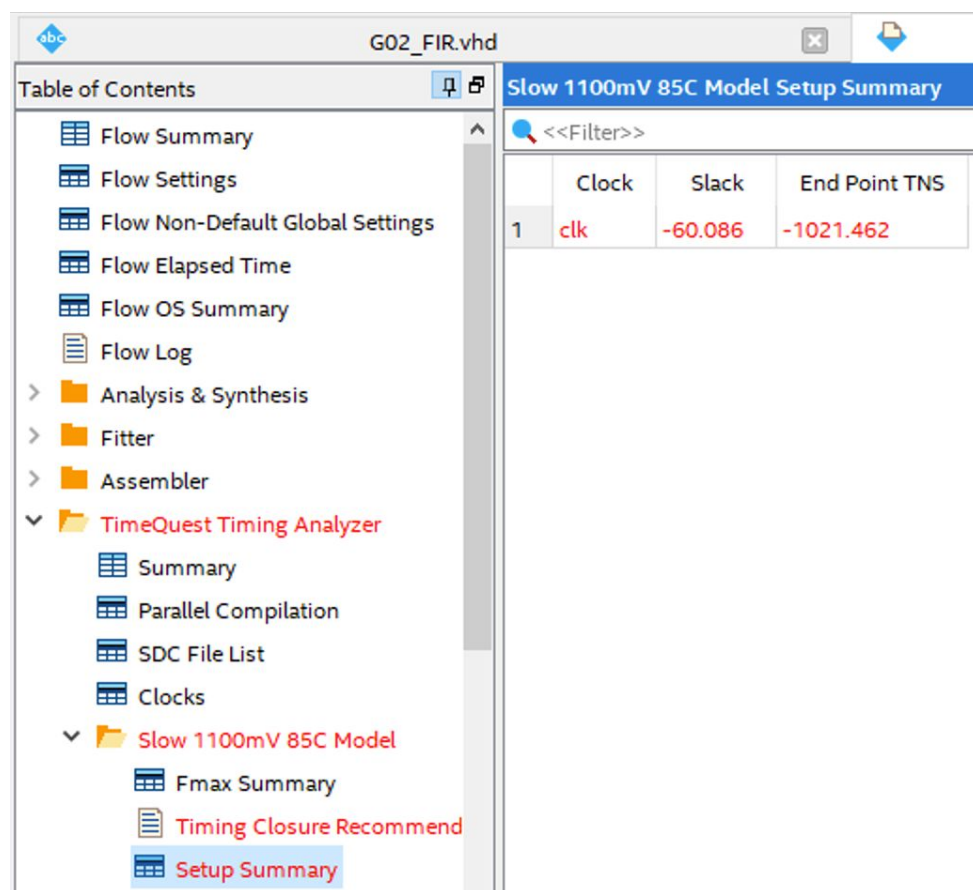 abc
G02_FIR.vhd
Table of Contents
Flow Summary
Flow Settings
Flow Non-Default Global Settings
Flow Elapsed Time
Flow OS Summary
Flow Log
Analysis & Synthesis
Fitter
Assembler
TimeQuest Timing Analyzer
Summary
Parallel Compilation
SDC File List
Clocks
Slow 1100mV 85C Model
Fmax Summary
Timing Closure Recommend
Setup Summary
Slow 1100mV 85C Model Setup Summary
<<Filter>>
Clock Slack End Point TNS
1 clk -60.086 -1021.462